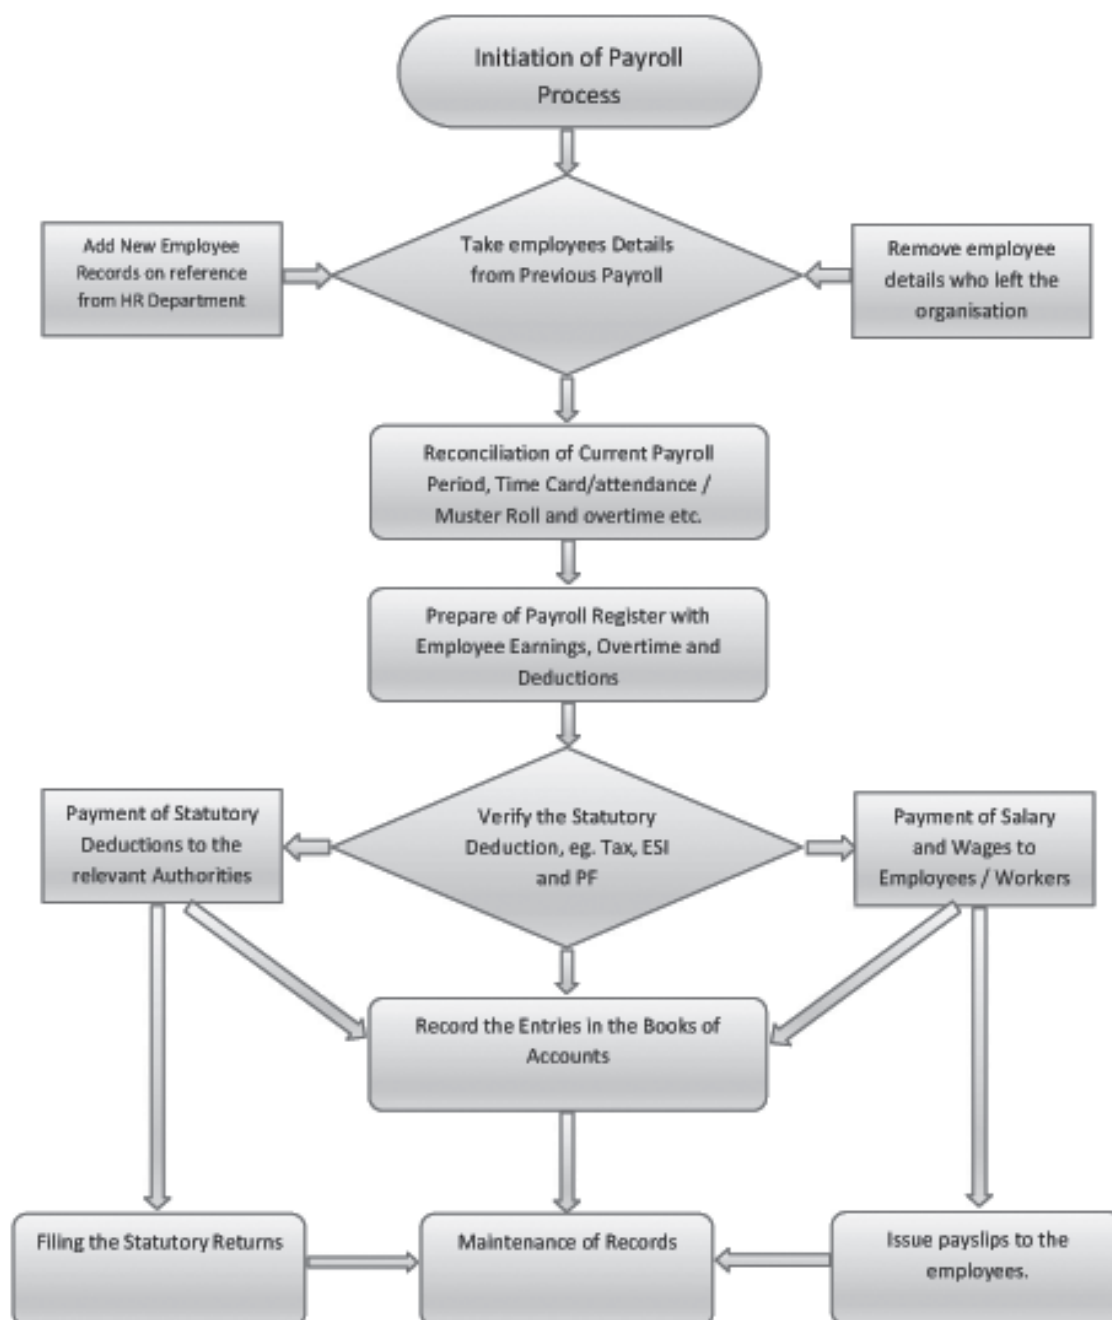 Initiation of Payroll
Process
Take employees Details
from Previous Payroll
Add New Employee
Records on reference
from HR Department
Remove employee
details who left the
organisation
Reconciliation of Current Payroll
Period, Time Card/attendance /
Muster Roll and overtime etc.
Prepare of Payroll Register with
Employee Earnings, Overtime and
Deductions
Payment of Statutory
Deductions to the
relevant Authorities
Verify the Statutory
Deduction, eg. Tax, ESI
and PF
Payment of Salary
and Wages to
Employees / Workers
Record the Entries in the Books of
Accounts
Filing the Statutory Returns
Maintenance of Records
Issue payslips to the
employees.